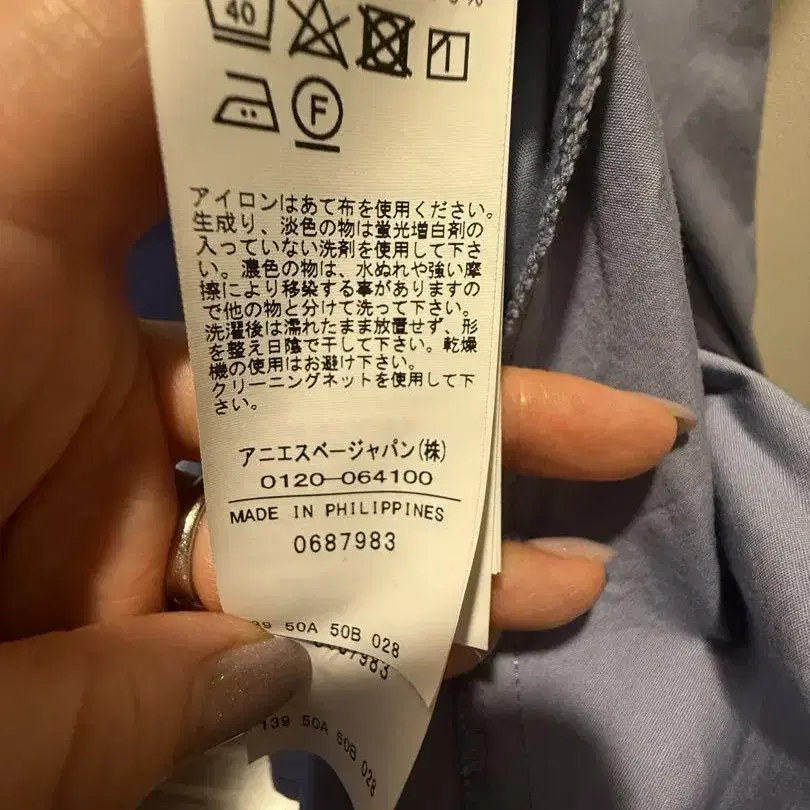 40
F
アイロンはあて布を使用ください。
生成り、淡色の物は蛍光増白剤の
入っていない洗剤を使用して下さ
い。濃色の物は、水ぬれや強い摩
擦により移染する事がありますの
で他の物と分けて洗って下さい。
洗濯後は濡れたまま放置せず、形
を整え日陰で干して下さい。乾燥
機の使用はお避け下さい。
クリーニングネットを使用して下
さい。
アニエスベージャパン(株)
0120-064100
MADE IN PHILIPPINES
0687983
50A 50B 028
139 50A 50B 028